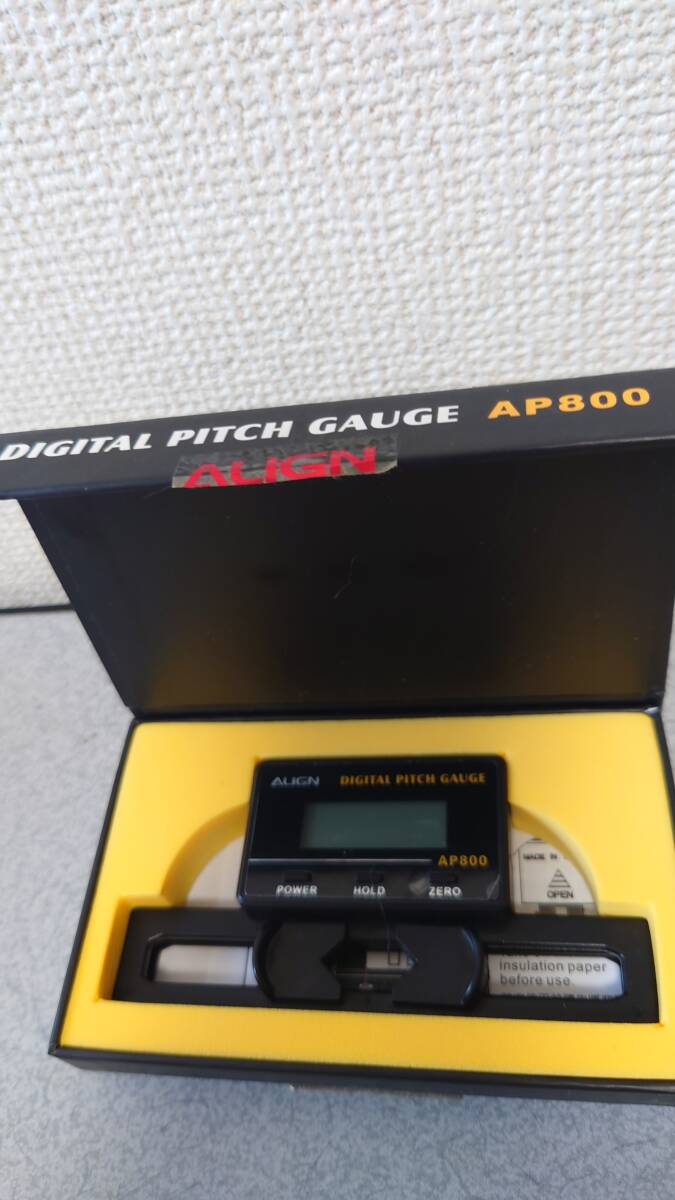 DIGITAL PITCH GAUGE AP800
ALIGN
ALIGN DIGITAL PITCH GAUGE
AP800
POWER HOLD ZERO
MADE IN
OPEN
insulation paper
before use.